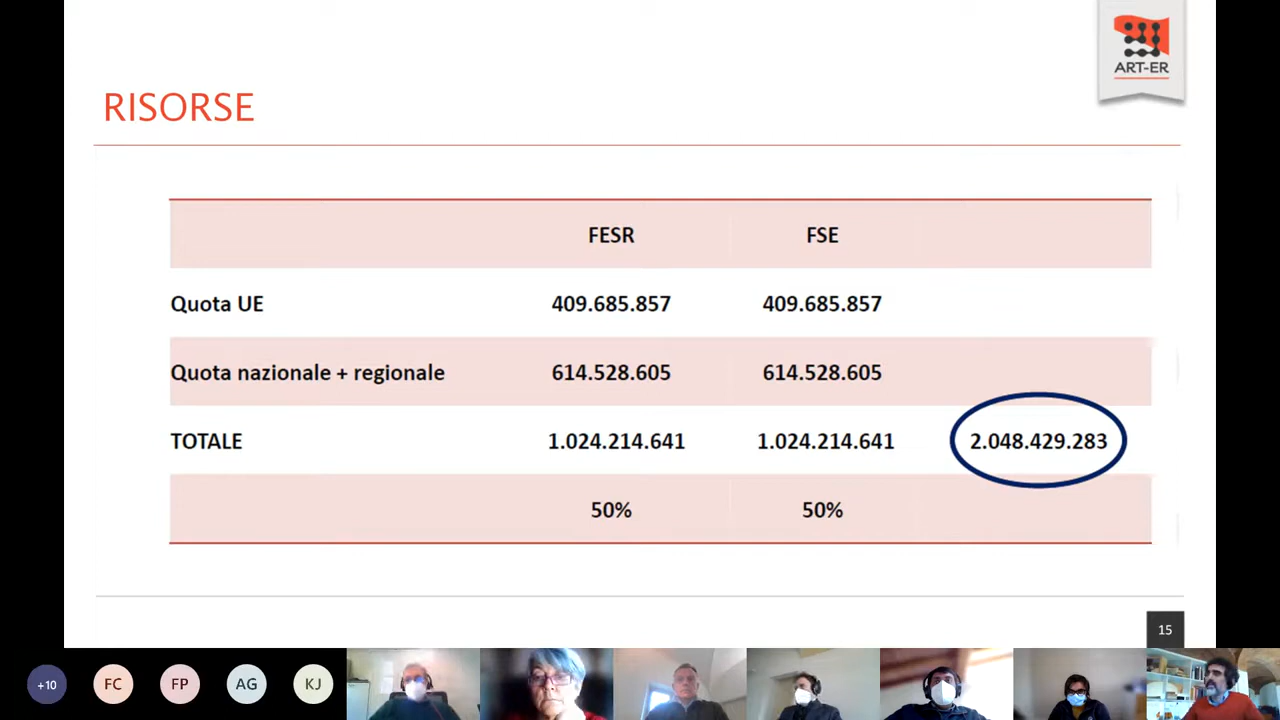 ART-ER
RISORSE
FESR FSE
Quota UE 409.685.857 409.685.857
Quota nazionale + regionale 614.528.605 614.528.605
TOTALE 1.024.214.641 1.024.214.641 2.048.429.283
50% 50%
15
+10 FC FP AG KJ